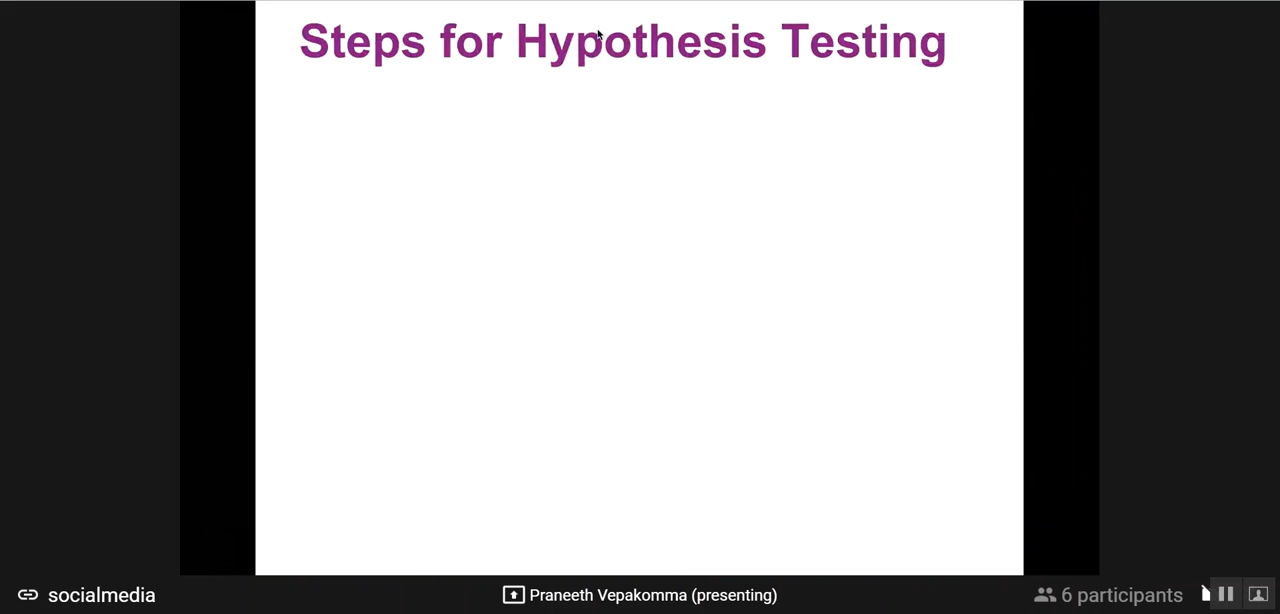 Steps for Hypothesis Testing
socialmedia
Praneeth Vepakomma (presenting)
6 participants